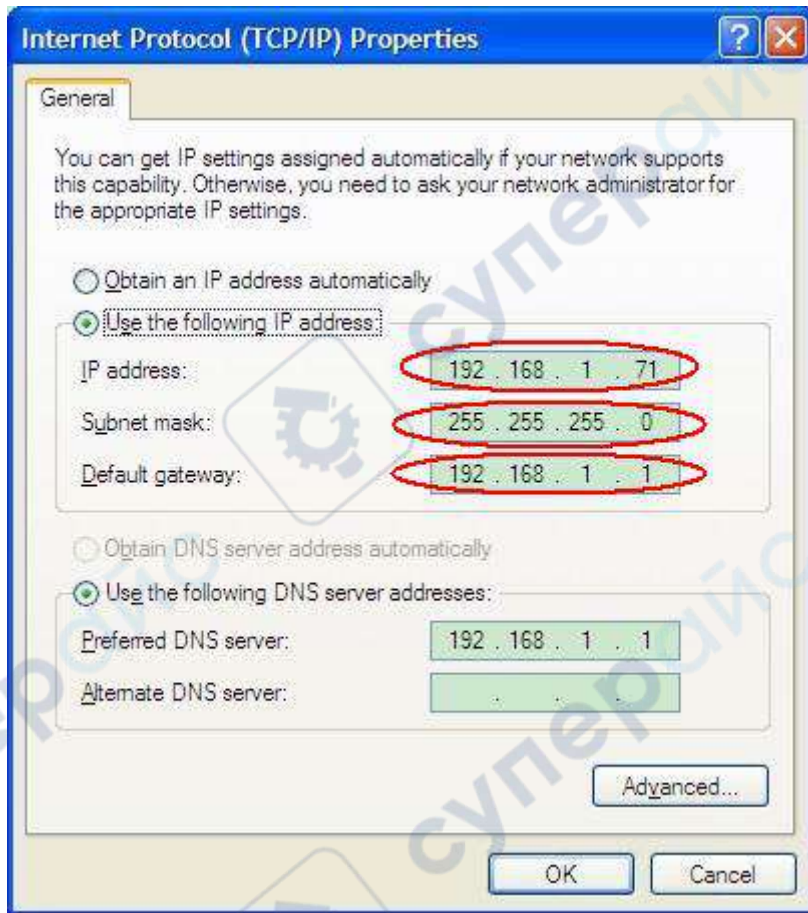 Internet Protocol (TCP/IP) Properties
General
You can get IP settings assigned automatically if your network supports
this capability. Otherwise, you need to ask your network administrator for
the appropriate IP settings.
Obtain an IP address automatically
Use the following IP address:
IP address: 192 . 168 . 1 . 71
Subnet mask: 255 . 255 . 255 . 0
Default gateway: 192 . 168 . 1 . 1
Obtain DNS server address automatically
Use the following DNS server addresses:
Preferred DNS server: 192 . 168 . 1 . 1
Alternate DNS server: . . .
Advanced...
OK Cancel
суперайс